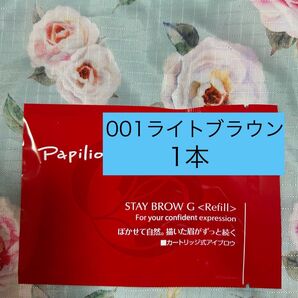 001ライトブラウン
1本
Papilio
STAY BROW G <Refill>
For your confident expression
ぼかせて自然。描いた眉がずっと続く
■カートリッジ式アイブロウ